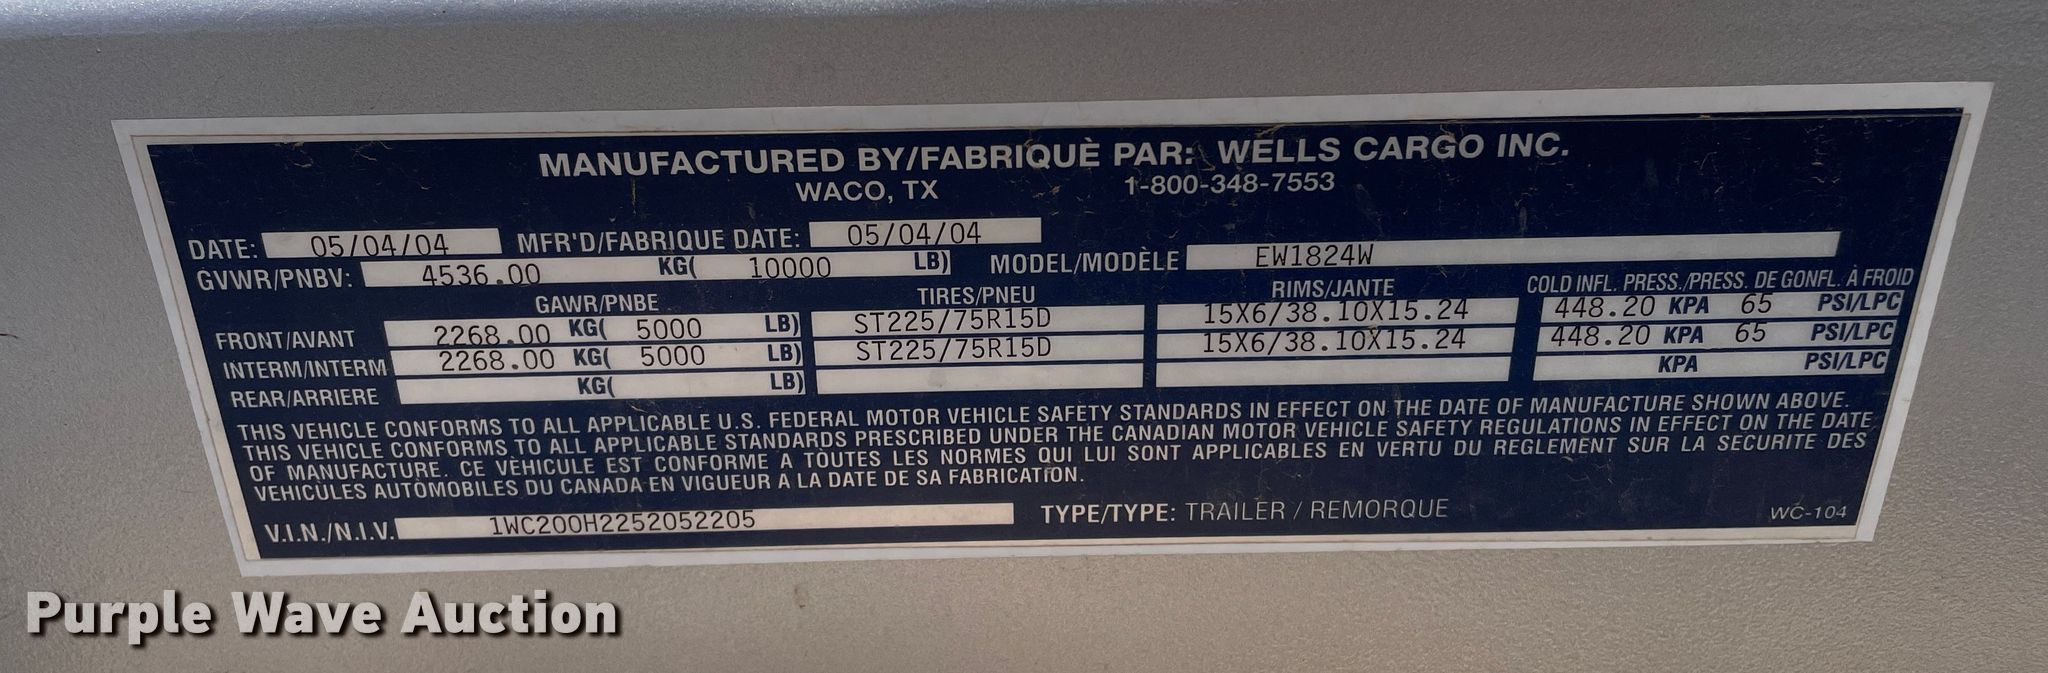 MANUFACTURED BY/FABRIQUÈ PAR: WELLS CARGO INC.
WACO, TX 1-800-348-7553
DATE: 05/04/04 MFR'D/FABRIQUE DATE: 05/04/04
GVWR/PNBV: 4536.00 KG( 10000 LB) MODEL/MODÈLE EW1824W
GAWR/PNBE TIRES/PNEU RIMS/JANTE COLD INFL. PRESS./PRESS. DE GONFL. À FROID
FRONT/AVANT 2268.00 KG( 5000 LB) ST225/75R15D 15X6/38.10X15.24 448.20 KPA 65 PSI/LPC
INTERM/INTERM 2268.00 KG( 5000 LB) ST225/75R15D 15X6/38.10X15.24 448.20 KPA 65 PSI/LPC
REAR/ARRIERE KG( LB) KPA PSI/LPC
THIS VEHICLE CONFORMS TO ALL APPLICABLE U.S. FEDERAL MOTOR VEHICLE SAFETY STANDARDS IN EFFECT ON THE DATE OF MANUFACTURE SHOWN ABOVE.
THIS VEHICLE CONFORMS TO ALL APPLICABLE STANDARDS PRESCRIBED UNDER THE CANADIAN MOTOR VEHICLE SAFETY REGULATIONS IN EFFECT ON THE DATE
OF MANUFACTURE. CE VÈHICULE EST CONFORME A TOUTES LES NORMES QUI LUI SONT APPLICABLES EN VERTU DU REGLEMENT SUR LA SECURITE DES
VEHICULES AUTOMOBILES DU CANADA EN VIGUEUR A LA DATE DE SA FABRICATION.
V.I.N./N.I.V. 1WC200H2252052205 TYPE/TYPE: TRAILER / REMORQUE WC-104
Purple Wave Auction